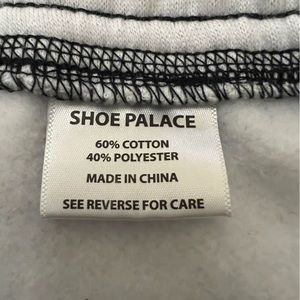 SHOE PALACE
60% COTTON
40% POLYESTER
MADE IN CHINA
SEE REVERSE FOR CARE